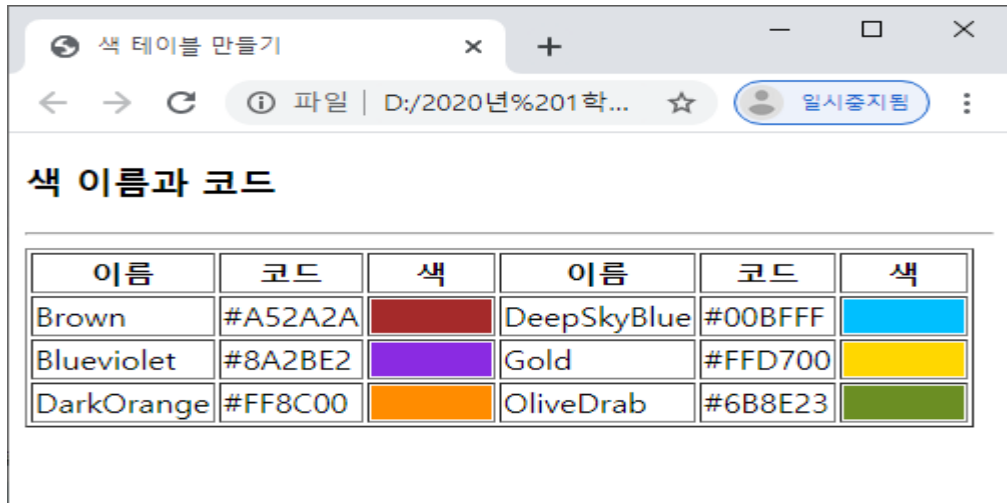 색 테이블 만들기
파일 | D:/2020년%201학... 일시중지됨
색 이름과 코드
이름 코드 색 이름 코드 색
Brown #A52A2A DeepSkyBlue #00BFFF
Blueviolet #8A2BE2 Gold #FFD700
DarkOrange #FF8C00 OliveDrab #6B8E23